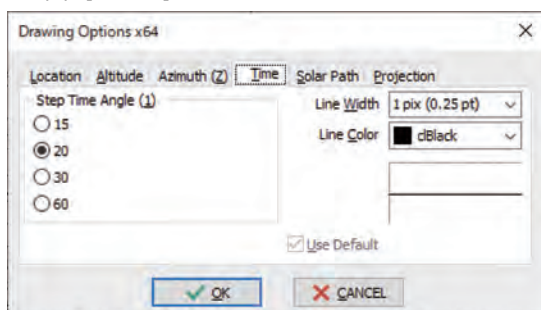 Drawing Options x64
Location Altitude Azimuth (Z) Time Solar Path Projection
Step Time Angle (1)
15
20
30
60
Line Width 1 pix (0.25 pt)
Line Color clBlack
Use Default
OK CANCEL